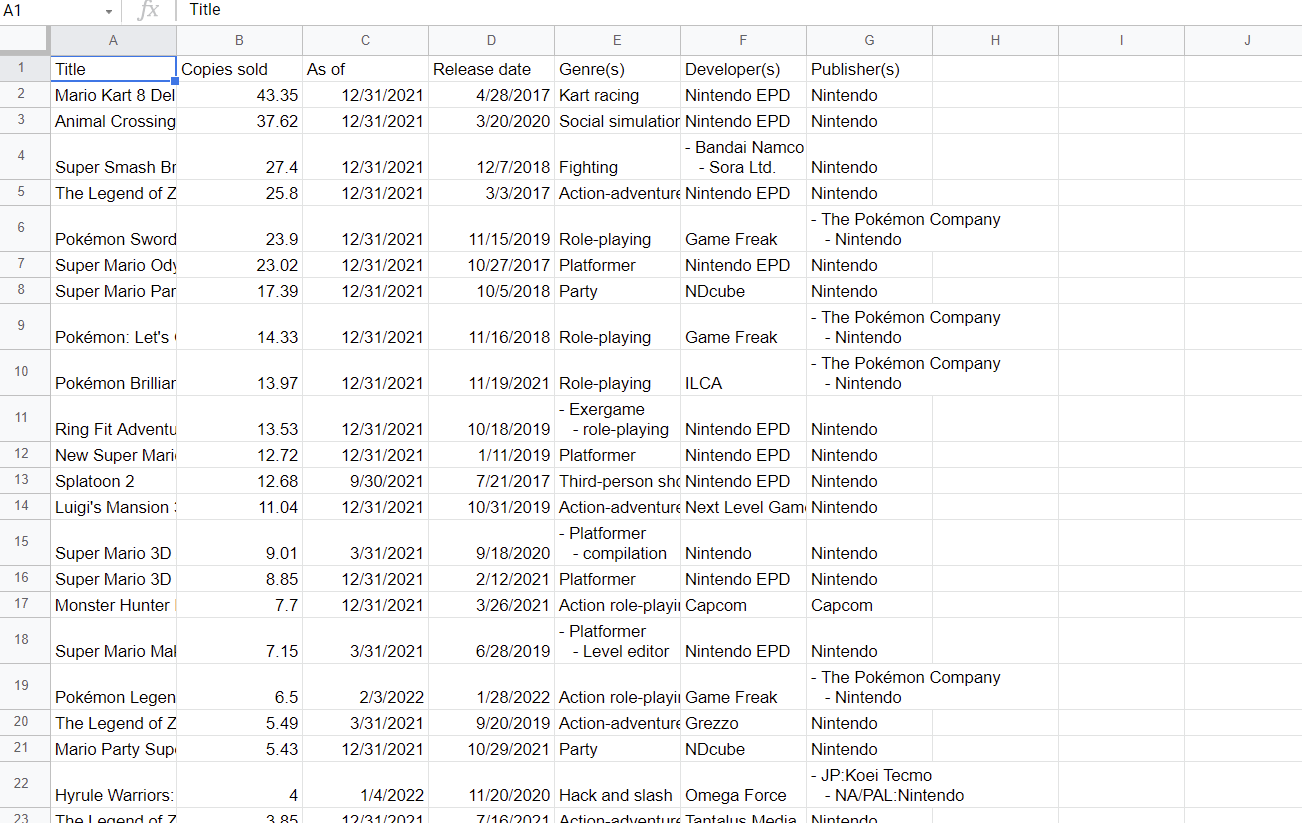 A1 fx Title
A B C D E F G H I J
1 Title Copies sold As of Release date Genre(s) Developer(s) Publisher(s)
2 Mario Kart 8 Del 43.35 12/31/2021 4/28/2017 Kart racing Nintendo EPD Nintendo
3 Animal Crossing 37.62 12/31/2021 3/20/2020 Social simulation Nintendo EPD Nintendo
- Bandai Namco
4 Super Smash Br 27.4 12/31/2021 12/7/2018 Fighting - Sora Ltd. Nintendo
5 The Legend of Z 25.8 12/31/2021 3/3/2017 Action-adventure Nintendo EPD Nintendo
- The Pokémon Company
6 Pokémon Sword 23.9 12/31/2021 11/15/2019 Role-playing Game Freak - Nintendo
7 Super Mario Ody 23.02 12/31/2021 10/27/2017 Platformer Nintendo EPD Nintendo
8 Super Mario Par 17.39 12/31/2021 10/5/2018 Party NDcube Nintendo
- The Pokémon Company
9 Pokémon: Let's 14.33 12/31/2021 11/16/2018 Role-playing Game Freak - Nintendo
- The Pokémon Company
10 Pokémon Brillian 13.97 12/31/2021 11/19/2021 Role-playing ILCA - Nintendo
- Exergame
11 Ring Fit Adventu 13.53 12/31/2021 10/18/2019 - role-playing Nintendo EPD Nintendo
12 New Super Mari 12.72 12/31/2021 1/11/2019 Platformer Nintendo EPD Nintendo
13 Splatoon 2 12.68 9/30/2021 7/21/2017 Third-person sho Nintendo EPD Nintendo
14 Luigi's Mansion 11.04 12/31/2021 10/31/2019 Action-adventure Next Level Gam Nintendo
- Platformer
15 Super Mario 3D 9.01 3/31/2021 9/18/2020 - compilation Nintendo Nintendo
16 Super Mario 3D 8.85 12/31/2021 2/12/2021 Platformer Nintendo EPD Nintendo
17 Monster Hunter 7.7 12/31/2021 3/26/2021 Action role-playi Capcom Capcom
- Platformer
18 Super Mario Mal 7.15 3/31/2021 6/28/2019 - Level editor Nintendo EPD Nintendo
- The Pokémon Company
19 Pokémon Legen 6.5 2/3/2022 1/28/2022 Action role-playi Game Freak - Nintendo
20 The Legend of Z 5.49 3/31/2021 9/20/2019 Action-adventure Grezzo Nintendo
21 Mario Party Sup 5.43 12/31/2021 10/29/2021 Party NDcube Nintendo
- JP:Koei Tecmo
22 Hyrule Warriors: 4 1/4/2022 11/20/2020 Hack and slash Omega Force - NA/PAL:Nintendo
23 The Legend of Z 3.85 12/31/2021 7/16/2021 Action-adventure Tantalus Media Nintendo